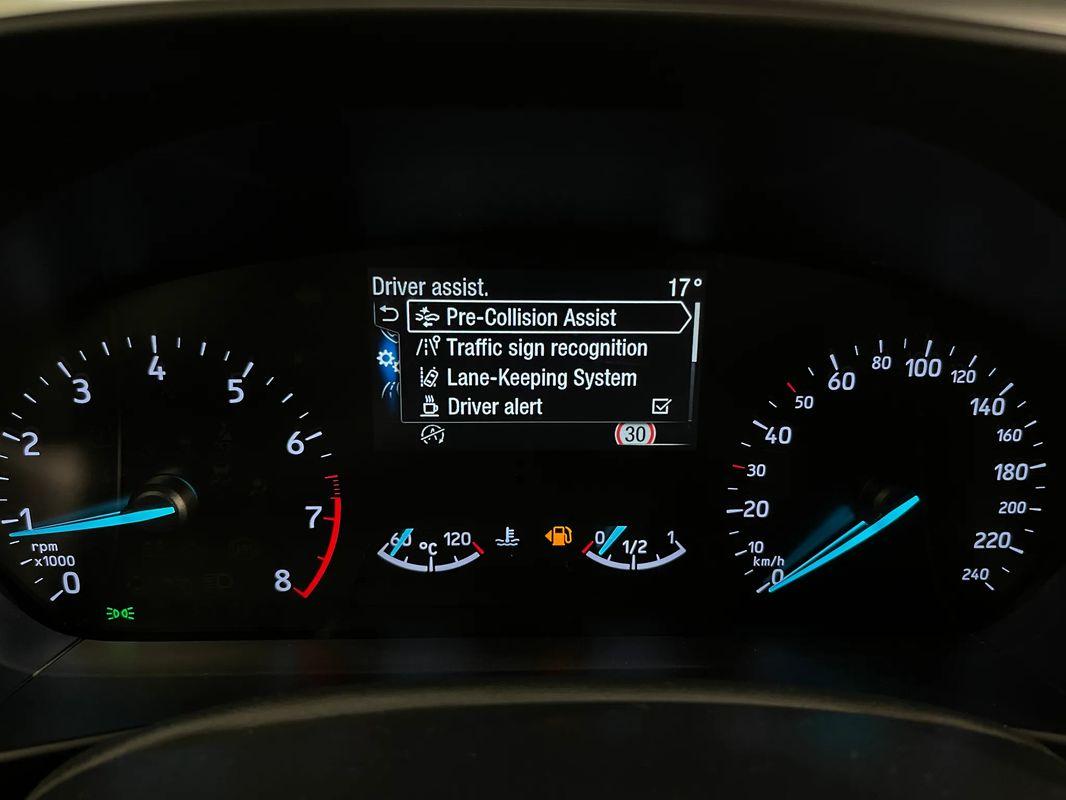 Driver assist. 17°
Pre-Collision Assist
Traffic sign recognition
Lane-Keeping System
Driver alert
30
0 1 2 3 4 5 6 7 8
rpm
x1000
60 °C 120
0 1/2 1
0 10 20 30 40 50 60 80 100 120 140 160 180 200 220 240
km/h